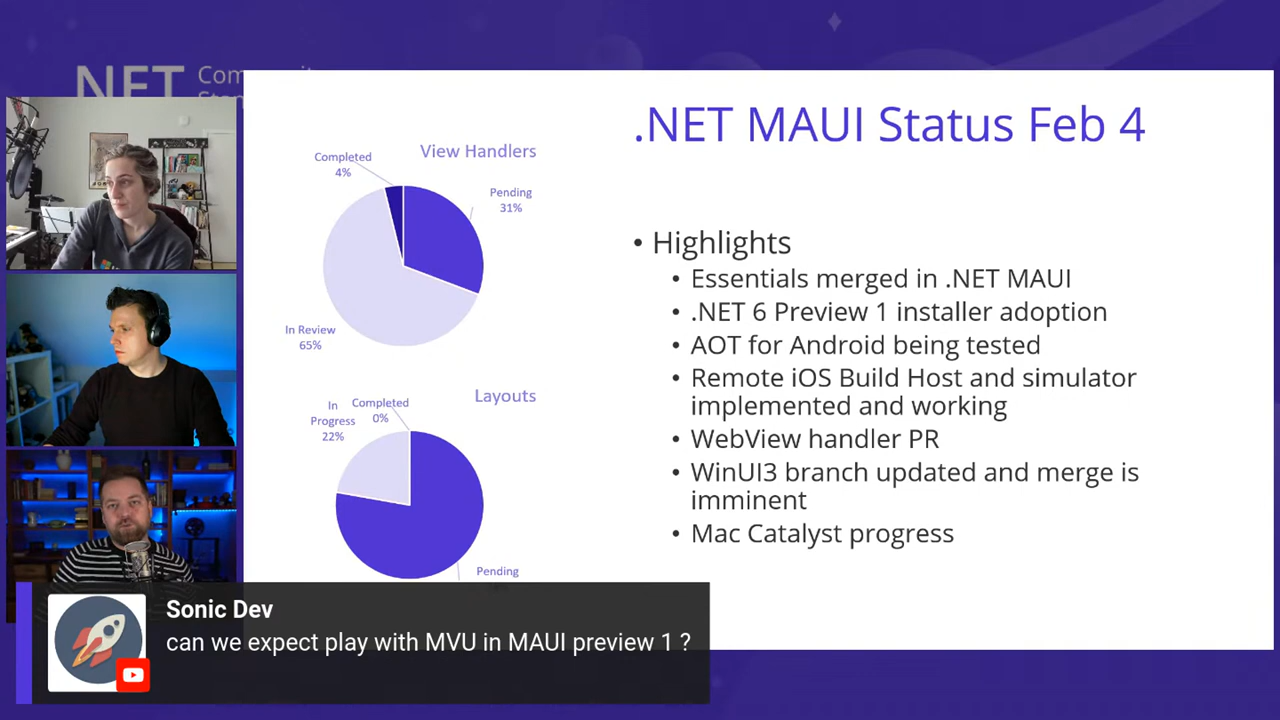 .NET MAUI Status Feb 4
View Handlers
Completed
4%
Pending
31%
In Review
65%
Layouts
In
Progress
22%
Completed
0%
Pending
• Highlights
• Essentials merged in .NET MAUI
• .NET 6 Preview 1 installer adoption
• AOT for Android being tested
• Remote iOS Build Host and simulator
implemented and working
• WebView handler PR
• WinUI3 branch updated and merge is
imminent
• Mac Catalyst progress
Sonic Dev
can we expect play with MVU in MAUI preview 1 ?